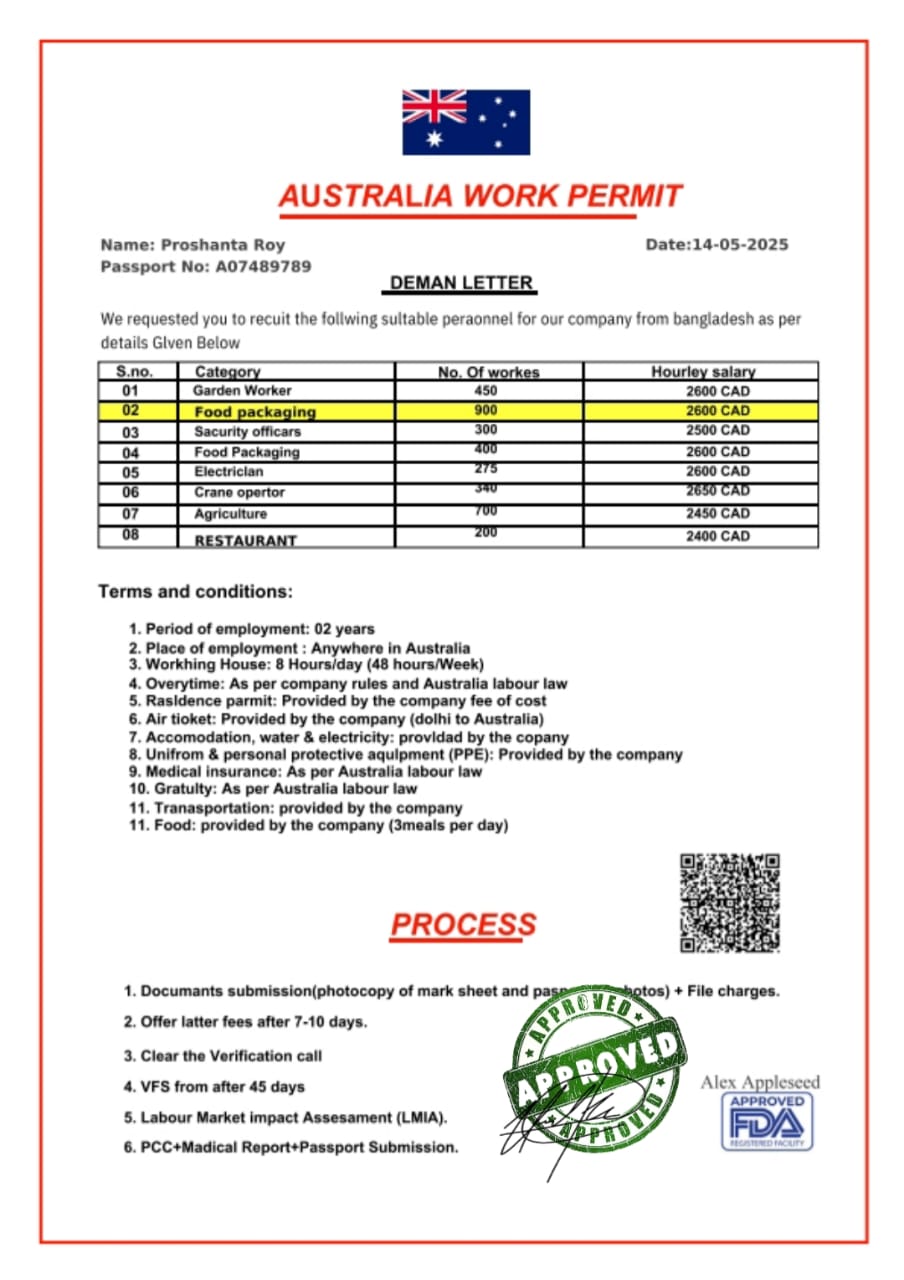 AUSTRALIA WORK PERMIT
Name: Proshanta Roy Date:14-05-2025
Passport No: A07489789
DEMAN LETTER
We requested you to recuit the follwing sultable peraonnel for our company from bangladesh as per
details Glven Below
S.no. Category No. Of workes Hourley salary
01 Garden Worker 450 2600 CAD
02 Food packaging 900 2600 CAD
03 Sacurity officars 300 2500 CAD
04 Food Packaging 400 2600 CAD
05 Electriclan 275 2600 CAD
06 Crane opertor 340 2650 CAD
07 Agriculture 700 2450 CAD
08 RESTAURANT 200 2400 CAD
Terms and conditions:
1. Period of employment: 02 years
2. Place of employment : Anywhere in Australia
3. Workhing House: 8 Hours/day (48 hours/Week)
4. Overytime: As per company rules and Australia labour law
5. Rasldence parmit: Provided by the company fee of cost
6. Air tioket: Provided by the company (dolhi to Australia)
7. Accomodation, water & electricity: provldad by the copany
8. Unifrom & personal protective aqulpment (PPE): Provided by the company
9. Medical insurance: As per Australia labour law
10. Gratulty: As per Australia labour law
11. Tranasportation: provided by the company
11. Food: provided by the company (3meals per day)
PROCESS
1. Documants submission(photocopy of mark sheet and otos) + File charges.
2. Offer latter fees after 7-10 days.
3. Clear the Verification call
4. VFS from after 45 days
5. Labour Market impact Assesament (LMIA).
6. PCC+Madical Report+Passport Submission.
APPROVED
APPROVED
APPROVED
Alex Appleseed
APPROVED
FDA
REGISTERED FACILITY